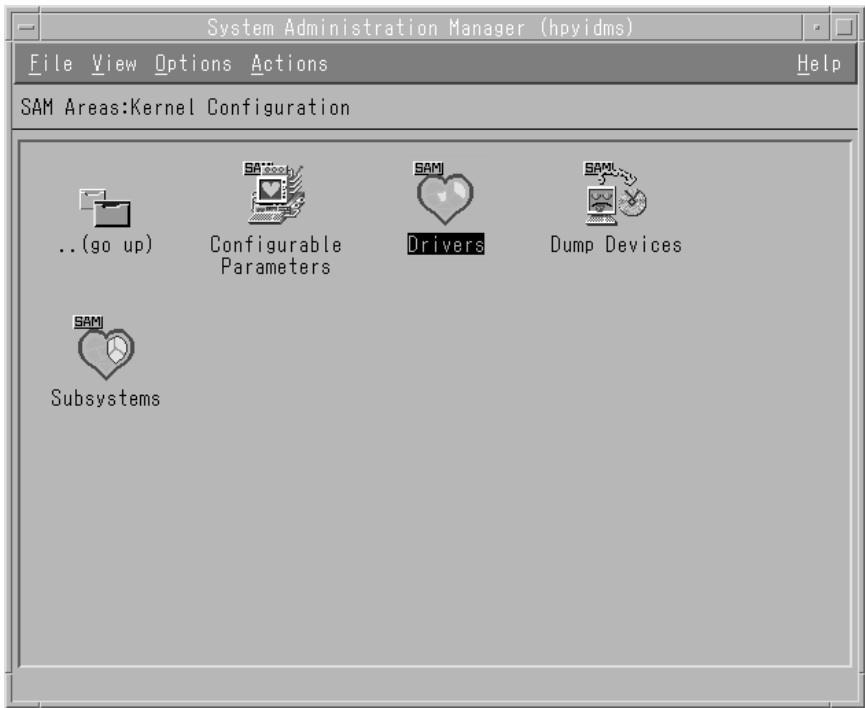 System Administration Manager (hpyidms)
File View Options Actions Help
SAM Areas:Kernel Configuration
SAM
SAM
SAM
..(go up)
Configurable
Parameters
Drivers
Dump Devices
SAM
Subsystems